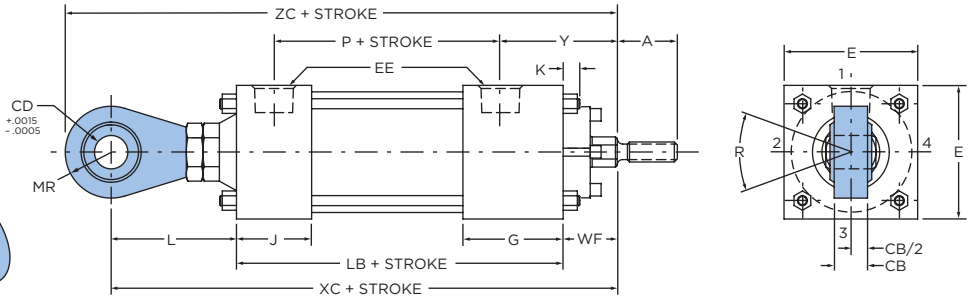 ZC + STROKE
P + STROKE
Y
A
EE
K
CD
+.0015
- .0005
MR
L
J
G
WF
LB + STROKE
XC + STROKE
E
1
2
R
4
E
3
CB/2
CB